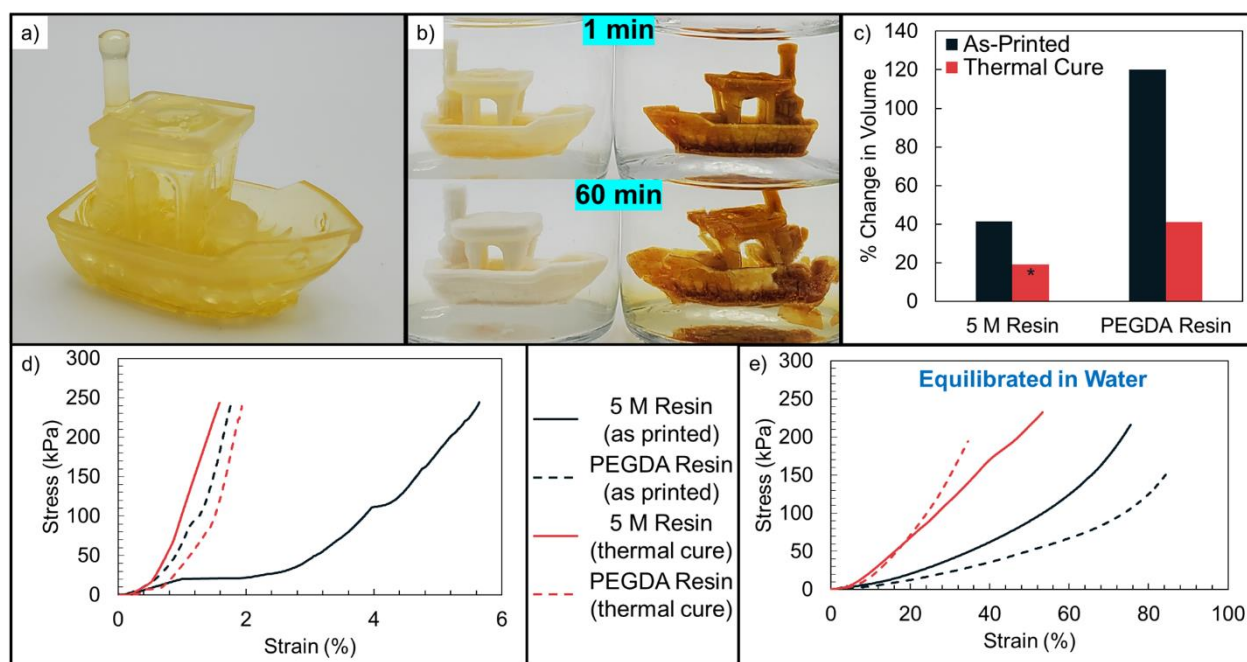 a)
b)
1 min
60 min
c)
140
120
100
80
60
40
20
0
% Change in Volume
As-Printed
Thermal Cure
*
5 M Resin
PEGDA Resin
d)
300
250
200
150
100
50
0
Stress (kPa)
0
2
4
6
Strain (%)
5 M Resin
(as printed)
PEGDA Resin
(as printed)
5 M Resin
(thermal cure)
PEGDA Resin
(thermal cure)
e)
Equilibrated in Water
300
250
200
150
100
50
0
Stress (kPa)
0
20
40
60
80
100
Strain (%)